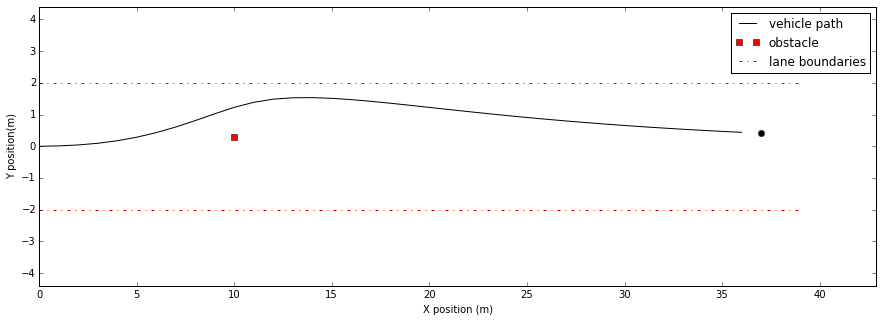 vehicle path
obstacle
lane boundaries
4
3
2
1
0
−1
−2
−3
−4
Y position(m)
0 5 10 15 20 25 30 35 40
X position (m)